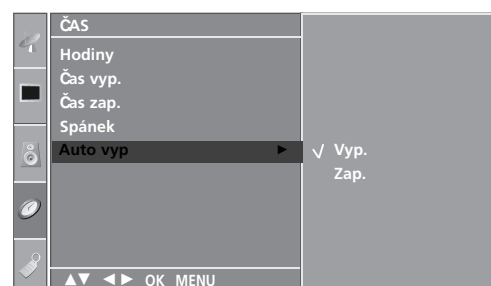 ČAS
Hodiny
Čas vyp.
Čas zap.
Spánek
Auto vyp ►
√ Vyp.
Zap.
▲▼ ◄► OK MENU